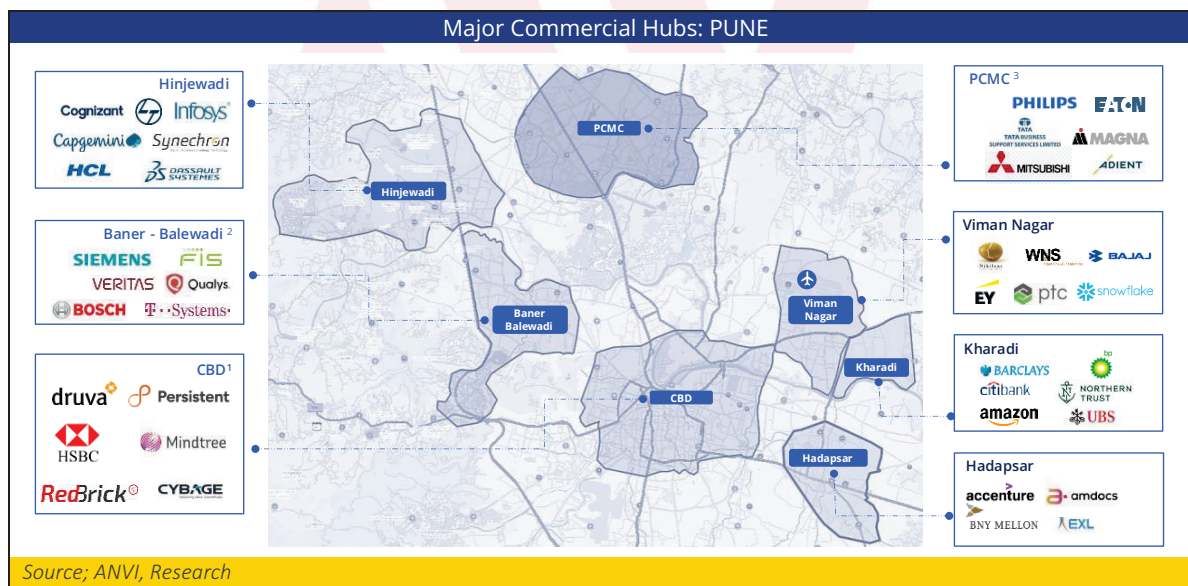 Major Commercial Hubs: PUNE
Hinjewadi
Cognizant Infosys
Capgemini Synechron
HCL DASSAULT
SYSTEMES
Baner - Balewadi 2
SIEMENS FIS
VERITAS Qualys.
BOSCH T··Systems·
CBD1
druva Persistent
HSBC Mindtree
RedBrick CYBAGE
PCMC
Hinjewadi
Baner
Balewadi
Viman
Nagar
Kharadi
CBD
Hadapsar
PCMC 3
PHILIPS EATON
TATA
TATA BUSINESS
SUPPORT SERVICES LIMITED
MAGNA
MITSUBISHI ADIENT
Viman Nagar
WNS BAJAJ
EY ptc snowflake
Kharadi
BARCLAYS bp
citibank NORTHERN
TRUST
amazon UBS
Hadapsar
accenture amdocs
BNY MELLON EXL
Source; ANVI, Research